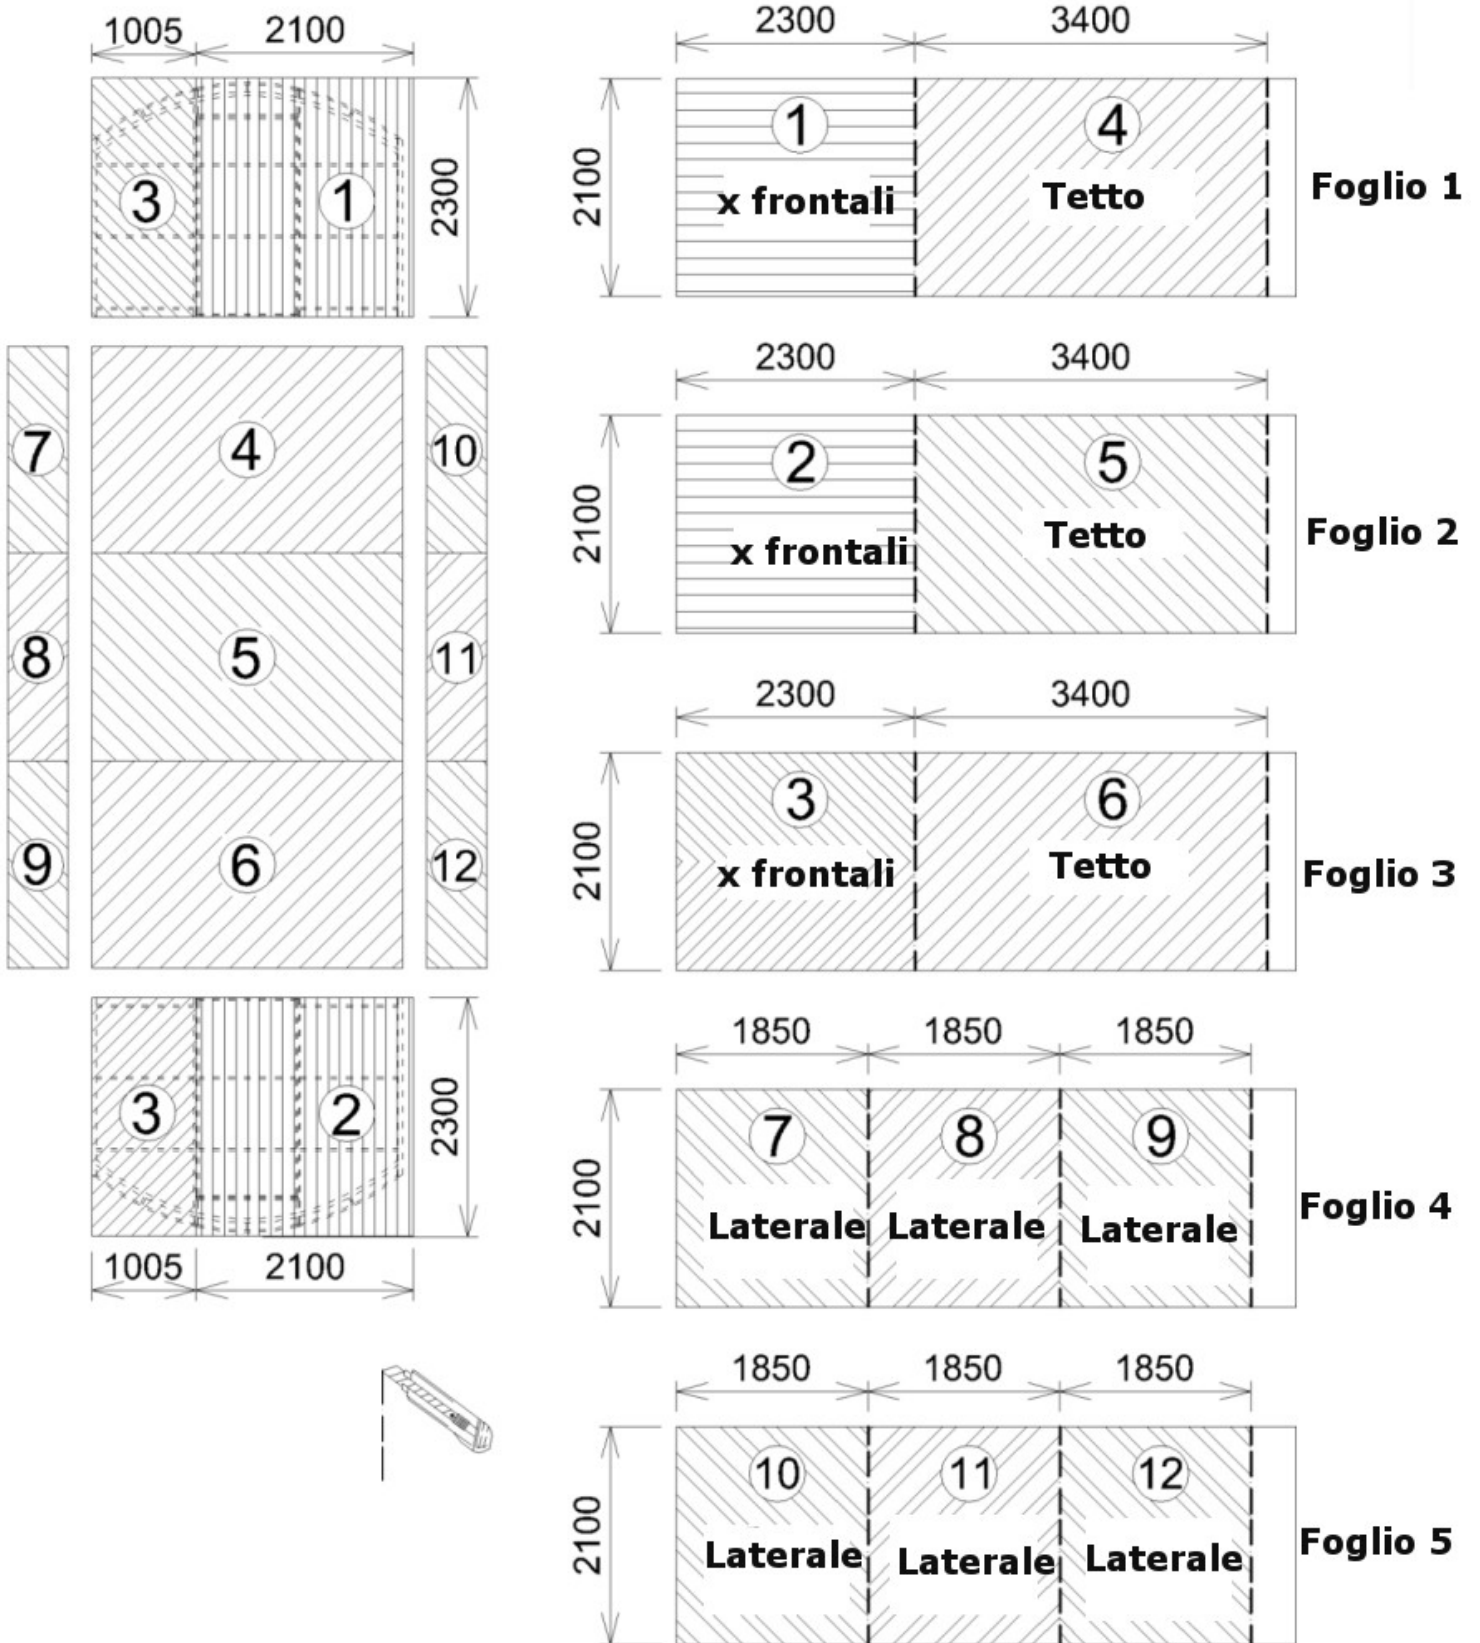 1005 2100
3 1
2300
7 4 10
8 5 11
9 6 12
3 2
2300
1005 2100
2300 3400
2100
1 4
x frontali Tetto
Foglio 1
2300 3400
2100
2 5
x frontali Tetto
Foglio 2
2300 3400
2100
3 6
x frontali Tetto
Foglio 3
1850 1850 1850
2100
7 8 9
Laterale Laterale Laterale
Foglio 4
1850 1850 1850
2100
10 11 12
Laterale Laterale Laterale
Foglio 5